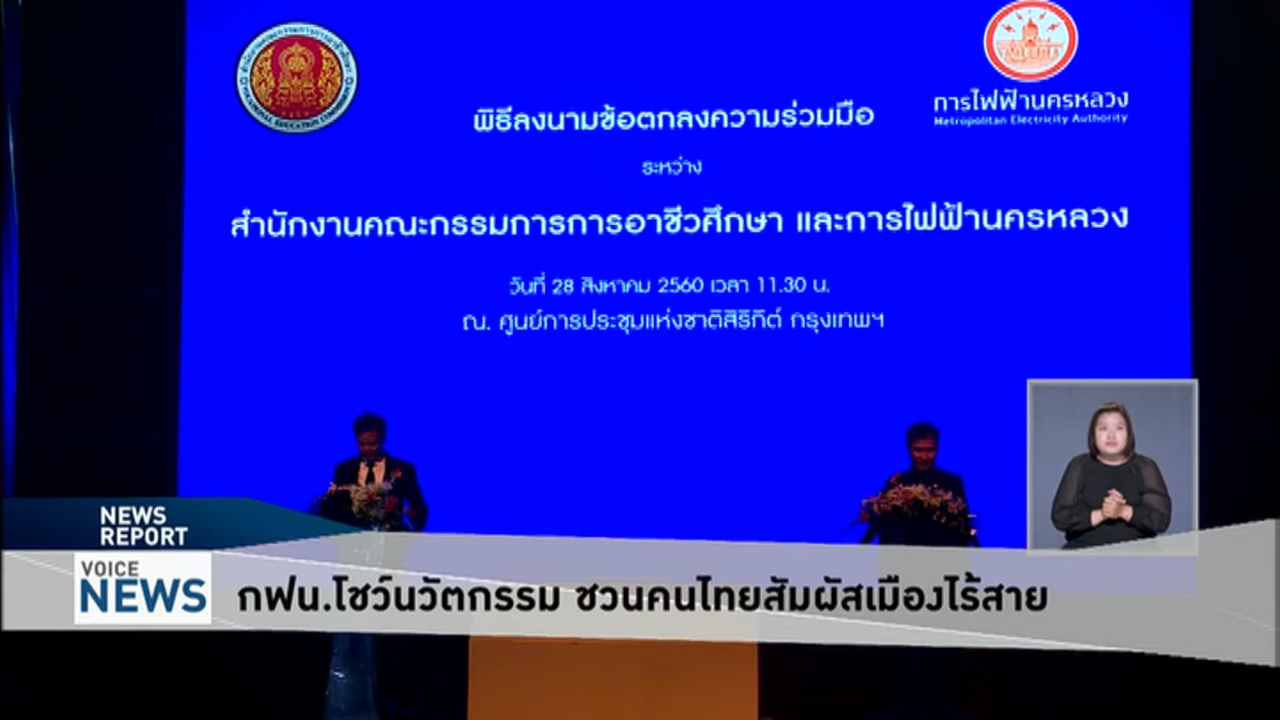 การไฟฟ้านครหลวง
Metropolitan Electricity Authority
พิธีลงนามข้อตกลงความร่วมมือ
ระหว่าง
สำนักงานคณะกรรมการการอาชีวศึกษา และการไฟฟ้านครหลวง
วันที่ 28 สิงหาคม 2560 เวลา 11.30 น.
ณ. ศูนย์การประชุมแห่งชาติสิริกิต์ กรุงเทพฯ
NEWS
REPORT
VOICE
NEWS
กฟน.โชว์นวัตกรรม ชวนคนไทยสัมผัสเมืองไร้สาย